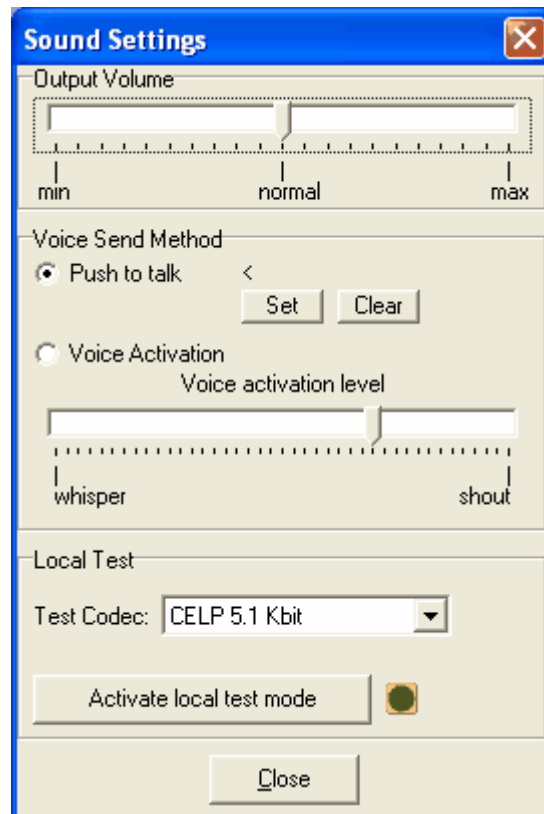 Sound Settings
Output Volume
min normal max
Voice Send Method
Push to talk <
Set Clear
Voice Activation
Voice activation level
whisper shout
Local Test
Test Codec: CELP 5.1 Kbit
Activate local test mode
Close